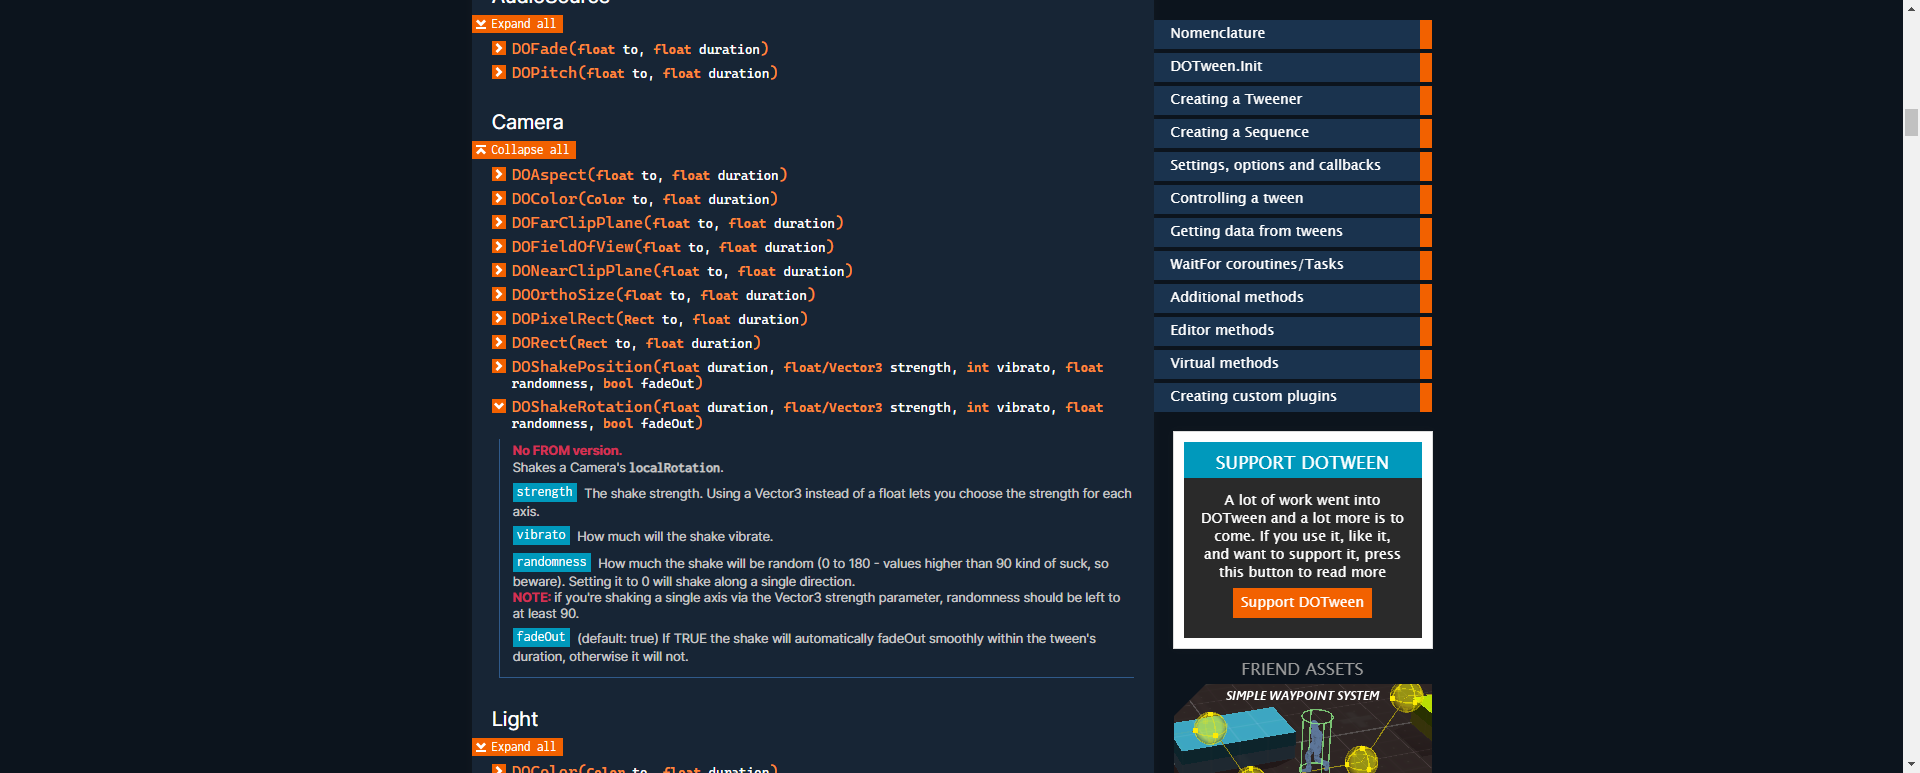 AudioSource
Expand all
DOFade(float to, float duration)
DOPitch(float to, float duration)
Camera
Collapse all
DOAspect(float to, float duration)
DOColor(Color to, float duration)
DOFarClipPlane(float to, float duration)
DOFieldOfView(float to, float duration)
DONearClipPlane(float to, float duration)
DOOrthoSize(float to, float duration)
DOPixelRect(Rect to, float duration)
DORect(Rect to, float duration)
DOShakePosition(float duration, float/Vector3 strength, int vibrato, float
randomness, bool fadeOut)
DOShakeRotation(float duration, float/Vector3 strength, int vibrato, float
randomness, bool fadeOut)
No FROM version.
Shakes a Camera's localRotation.
strength The shake strength. Using a Vector3 instead of a float lets you choose the strength for each
axis.
vibrato How much will the shake vibrate.
randomness How much the shake will be random (0 to 180 - values higher than 90 kind of suck, so
beware). Setting it to 0 will shake along a single direction.
NOTE: if you're shaking a single axis via the Vector3 strength parameter, randomness should be left to
at least 90.
fadeOut (default: true) If TRUE the shake will automatically fadeOut smoothly within the tween's
duration, otherwise it will not.
Light
Expand all
DOColor(Color to, float duration)
Nomenclature
DOTween.Init
Creating a Tweener
Creating a Sequence
Settings, options and callbacks
Controlling a tween
Getting data from tweens
WaitFor coroutines/Tasks
Additional methods
Editor methods
Virtual methods
Creating custom plugins
SUPPORT DOTWEEN
A lot of work went into
DOTween and a lot more is to
come. If you use it, like it,
and want to support it, press
this button to read more
Support DOTween
FRIEND ASSETS
SIMPLE WAYPOINT SYSTEM